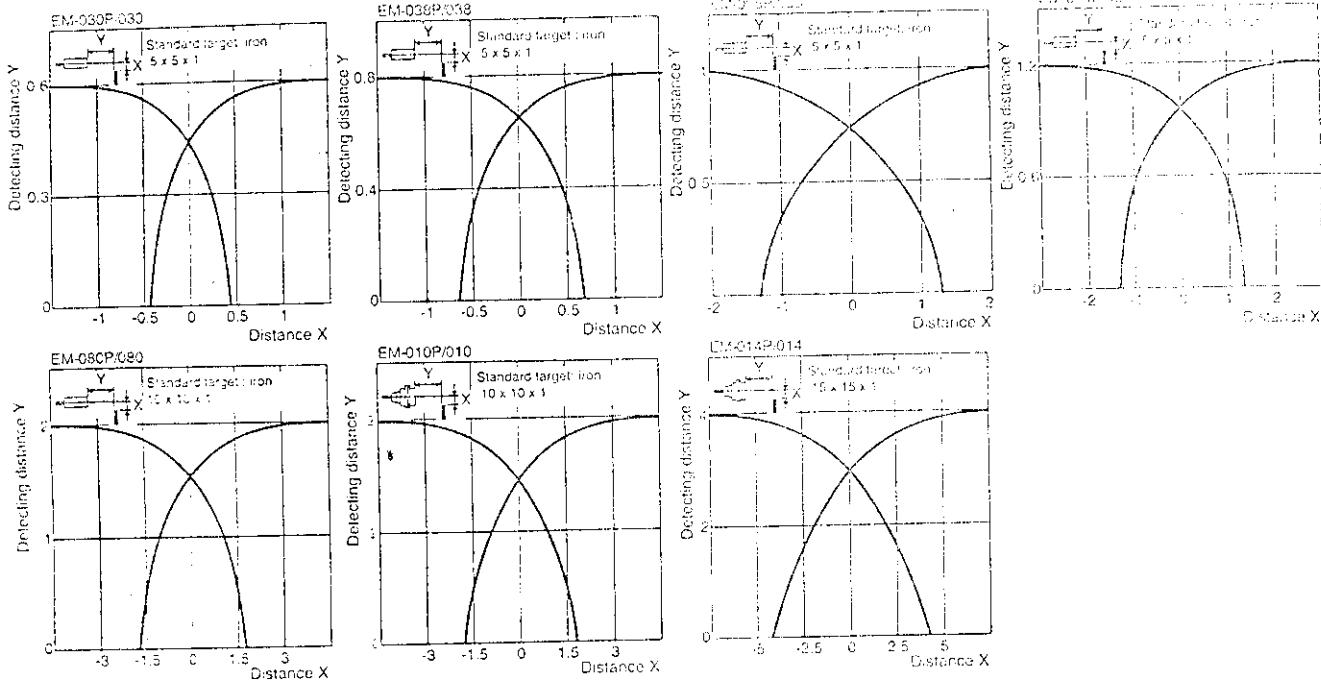 EM-030P/030
Y
X
Standard target: iron
5 x 5 x 1
Detecting distance Y
0.6
0.3
0
-1
-0.5
0
0.5
1
Distance X
EM-038P/038
Y
X
Standard target: iron
5 x 5 x 1
Detecting distance Y
0.8
0.4
0
-1
0
1
Distance X
Y
X
Standard target: iron
5 x 5 x 1
Detecting distance Y
0.5
-2
-1
0
1
2
Distance X
Y
X
Standard target: iron
Detecting distance Y
1.2
0.6
0
-2
-1
0
1
2
Distance X
EM-080P/080
Y
X
Standard target: iron
10 x 10 x 1
Detecting distance Y
2
1
0
-3
-1.5
0
1.5
3
Distance X
EM-010P/010
Y
X
Standard target: iron
10 x 10 x 1
Detecting distance Y
2
1
0
-3
-1.5
0
1.5
3
Distance X
EM-014P/014
Y
X
Standard target: iron
15 x 15 x 1
Detecting distance Y
4
2
0
-5
-2.5
0
2.5
5
Distance X